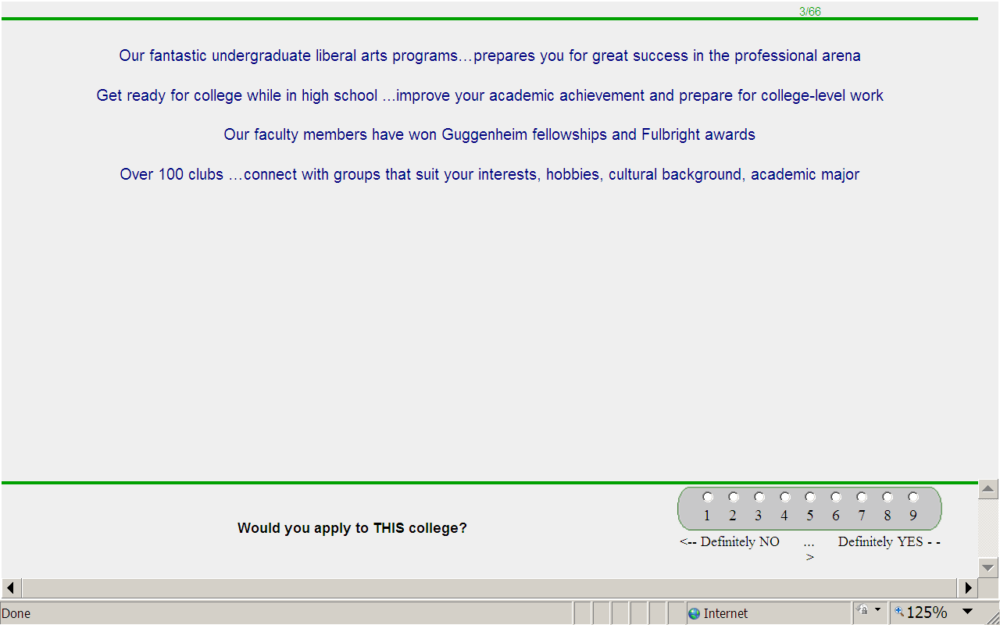 3/66
Our fantastic undergraduate liberal arts programs...prepares you for great success in the professional arena
Get ready for college while in high school ...improve your academic achievement and prepare for college-level work
Our faculty members have won Guggenheim fellowships and Fulbright awards
Over 100 clubs ...connect with groups that suit your interests, hobbies, cultural background, academic major
Would you apply to THIS college?
1 2 3 4 5 6 7 8 9
<-- Definitely NO ... Definitely YES - -
>
Done Internet 125%